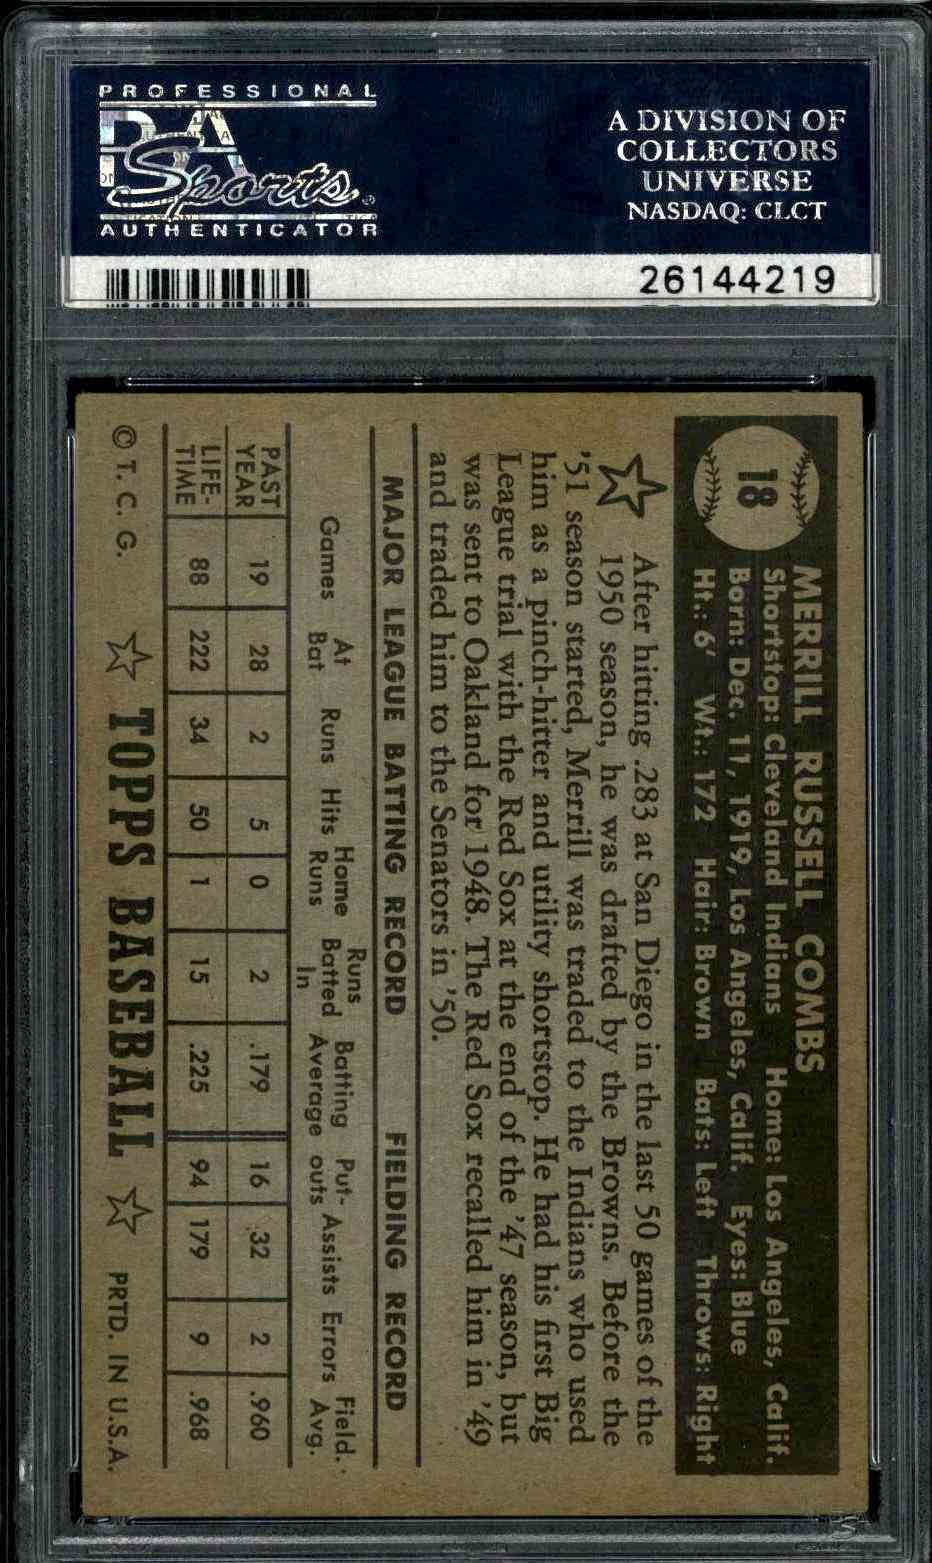 PROFESSIONAL
PSA
Sports®
AUTHENTICATOR
A DIVISION OF
COLLECTORS
UNIVERSE
NASDAQ: CLCT
26144219
18
MERRILL RUSSELL COMBS
Shortstop: Cleveland Indians Home: Los Angeles, Calif.
Born: Dec. 11, 1919, Los Angeles, Calif. Eyes: Blue
Ht.: 6' Wt.: 172 Hair: Brown Bats: Left Throws: Right
After hitting .283 at San Diego in the last 50 games of the
1950 season, he was drafted by the Browns. Before the
'51 season started, Merrill was traded to the Indians who used
him as a pinch-hitter and utility shortstop. He had his first Big
League trial with the Red Sox at the end of the '47 season, but
was sent to Oakland for 1948. The Red Sox recalled him in '49
and traded him to the Senators in '50.
MAJOR LEAGUE BATTING RECORD FIELDING RECORD
Games At Bat Runs Hits Home Runs Runs Batted In Batting Average Put-outs Assists Errors Field. Avg.
PAST YEAR 19 28 2 5 0 2 .179 16 32 2 .960
LIFE-TIME 88 222 34 50 1 15 .225 94 179 9 .968
© T. C. G. TOPPS BASEBALL PRTD. IN U.S.A.